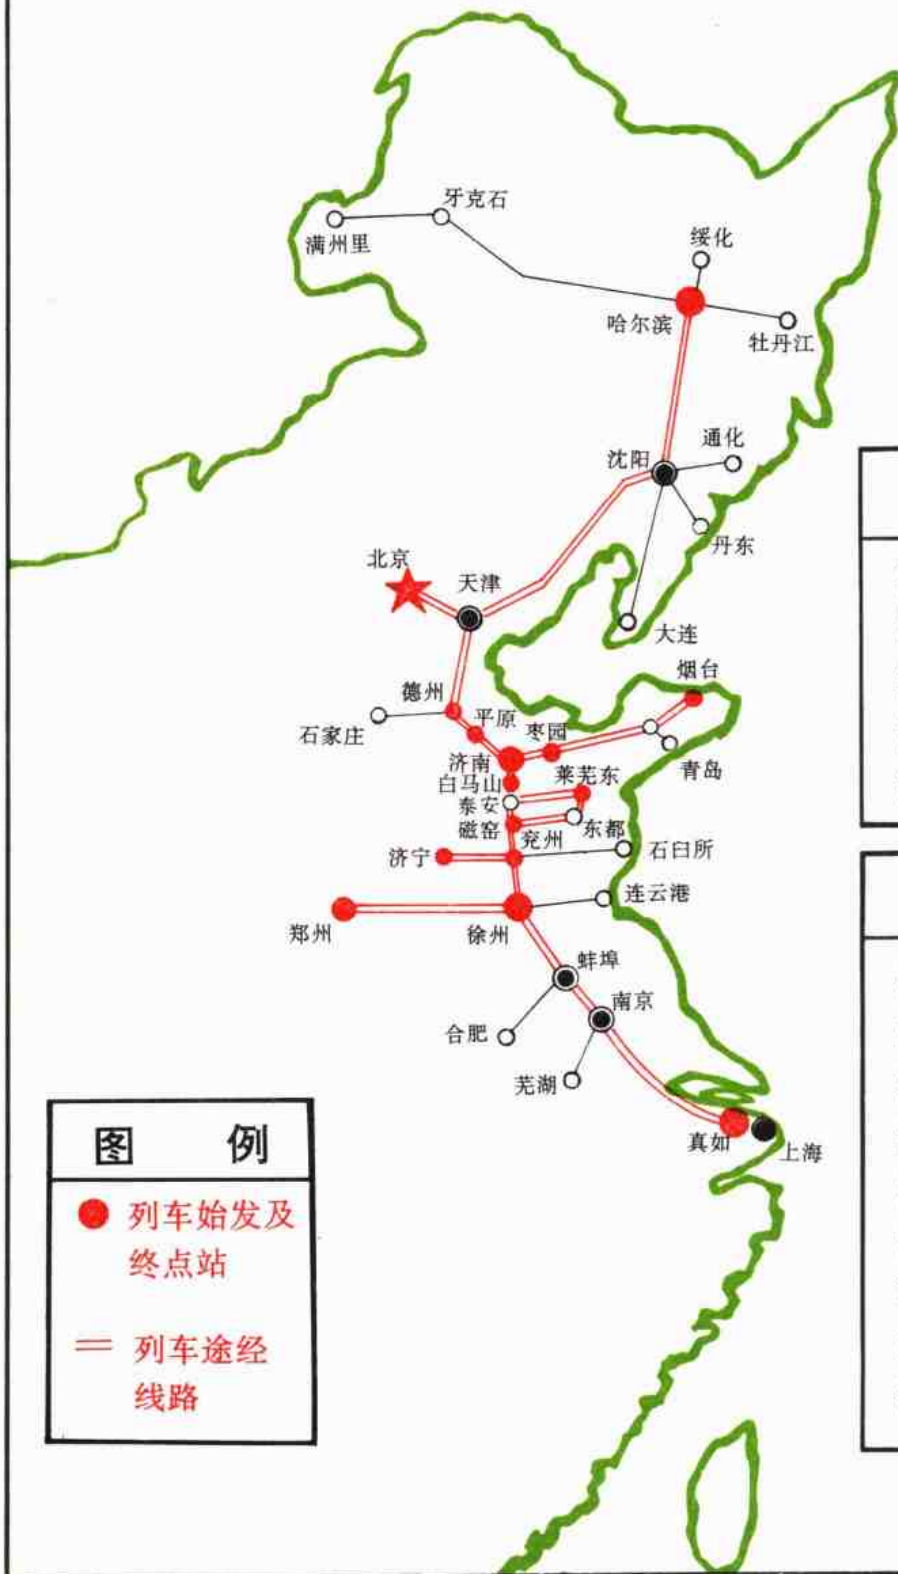 牙克石
满州里
绥化
哈尔滨
牡丹江
通化
沈阳
丹东
北京
天津
大连
烟台
德州
平原
枣园
石家庄
济南
青岛
白马山
莱芜东
泰安
磁窑
东都
兖州
济宁
石臼所
连云港
郑州
徐州
蚌埠
南京
合肥
芜湖
真如
上海
图 例
列车始发及
终点站
列车途经
线路